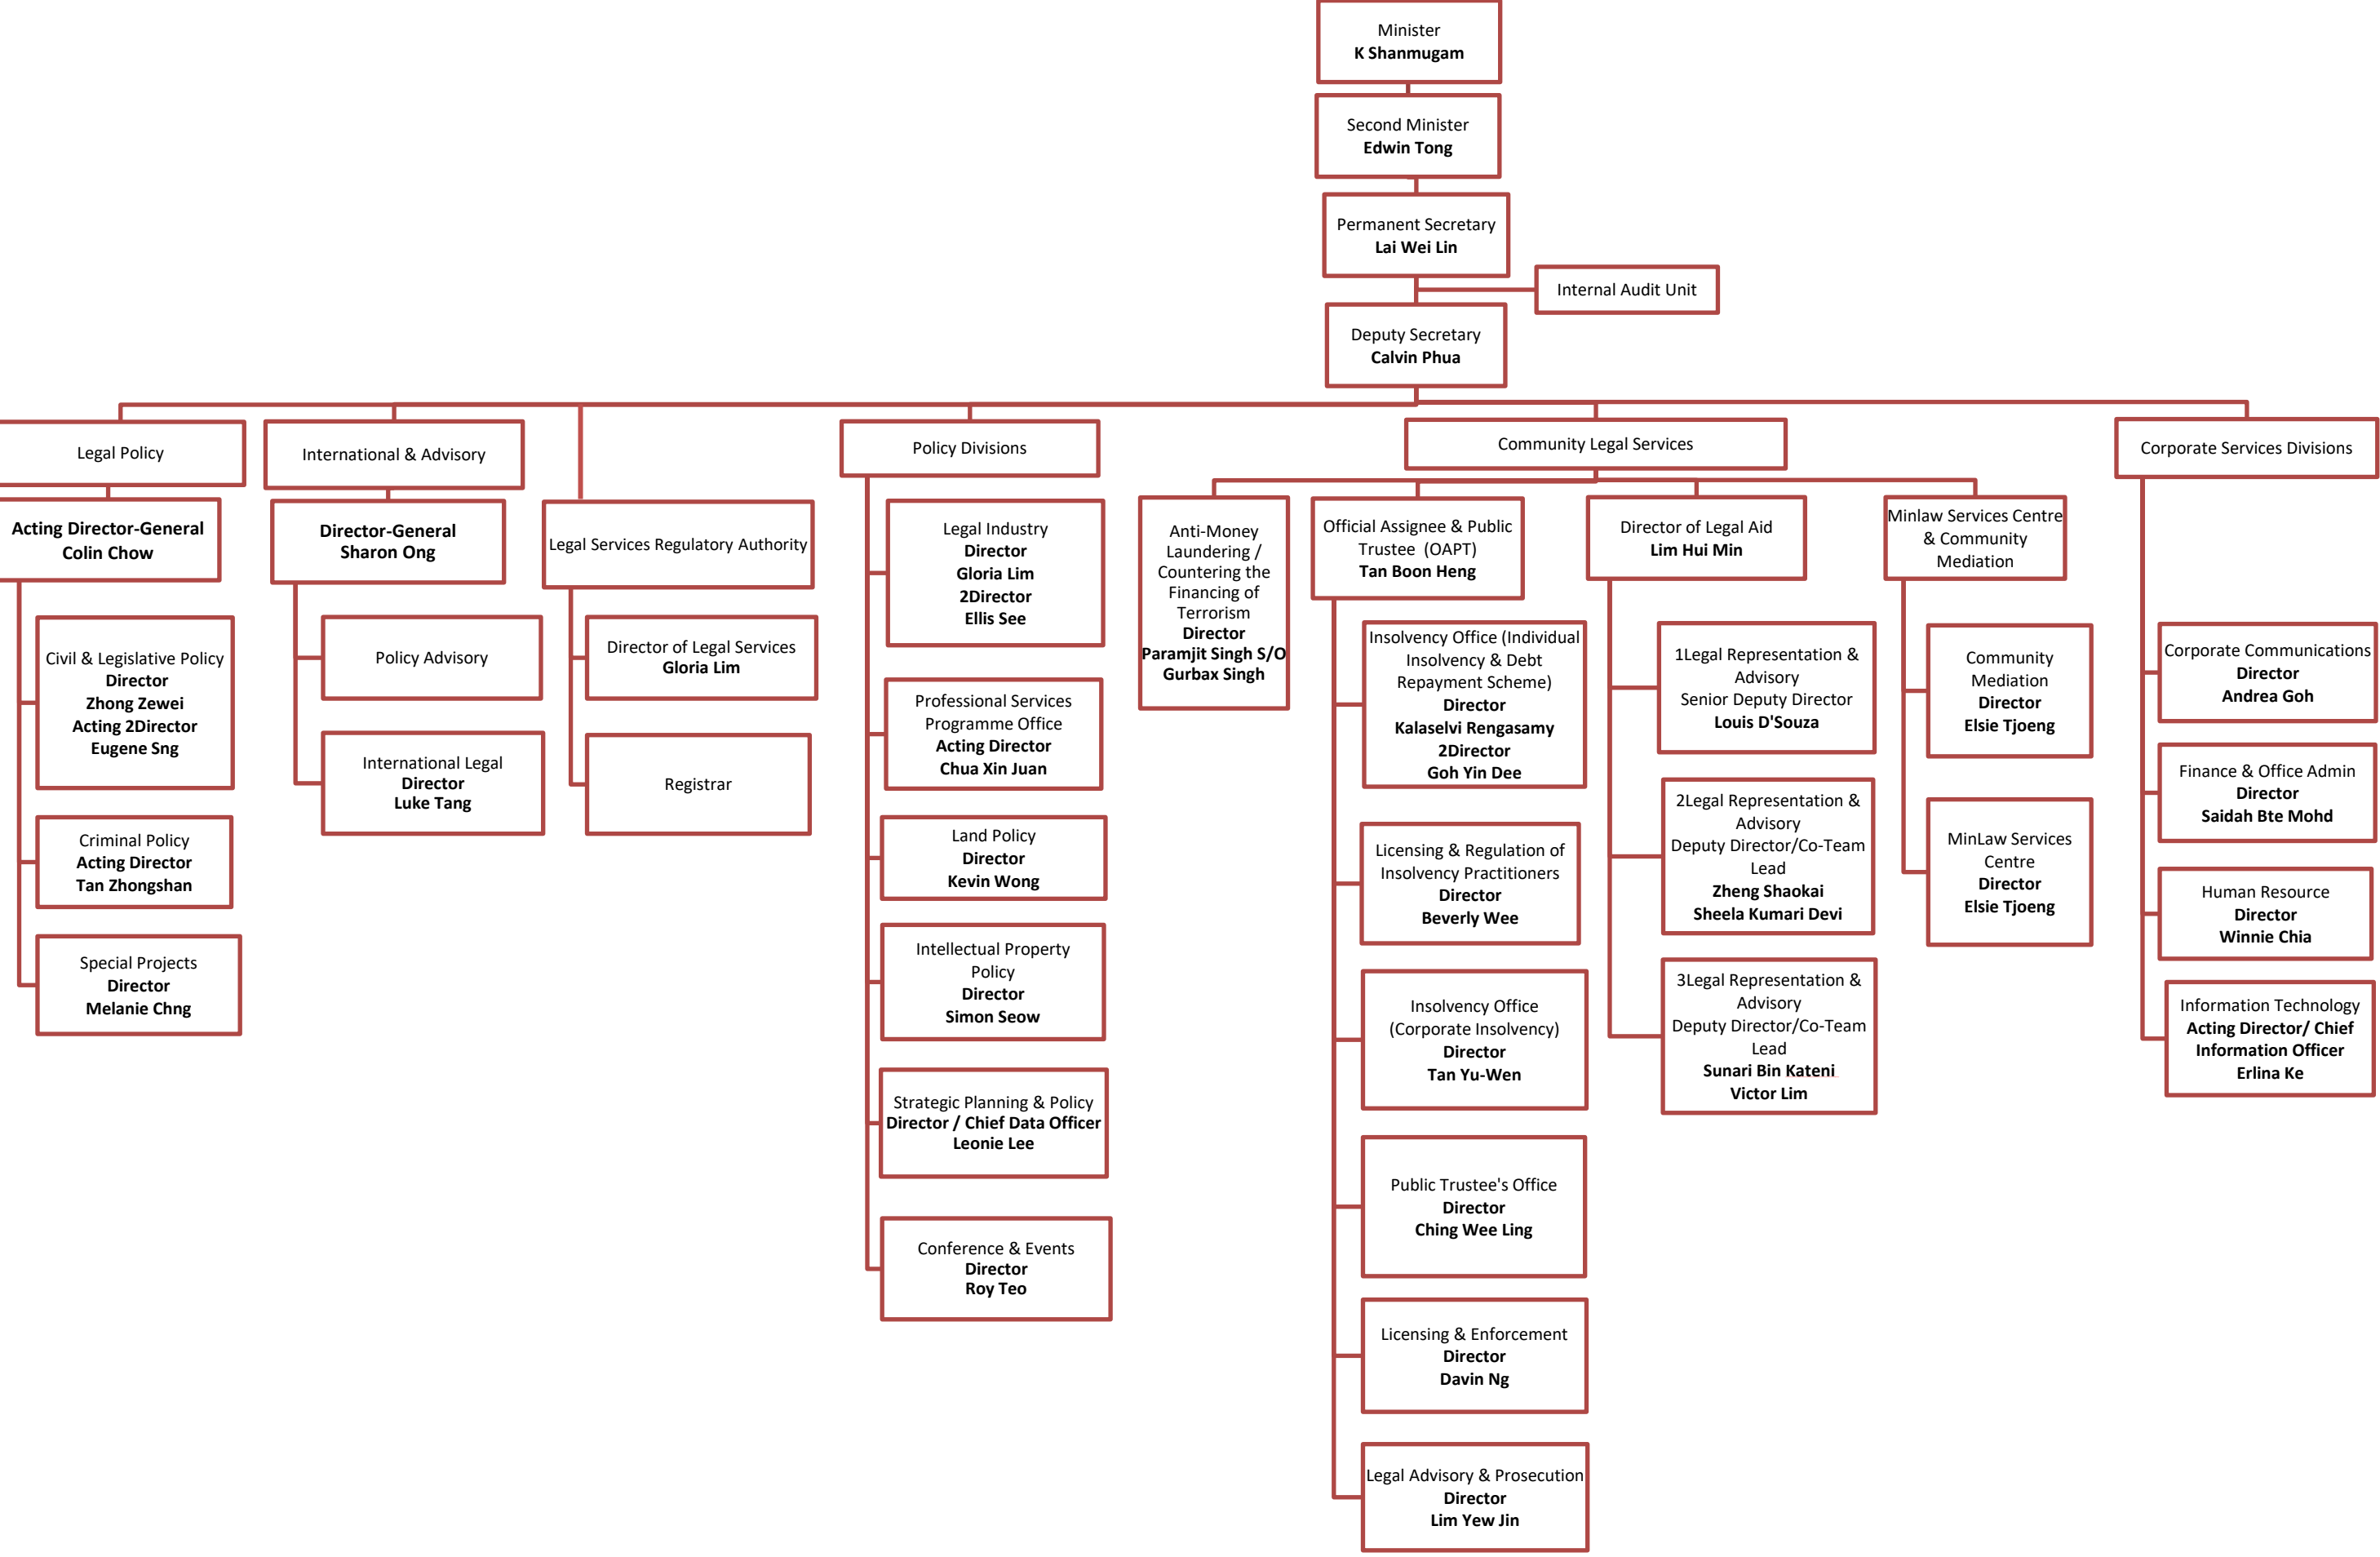 Minister
K Shanmugam
Second Minister
Edwin Tong
Permanent Secretary
Lai Wei Lin
Internal Audit Unit
Deputy Secretary
Calvin Phua
Legal Policy
Acting Director-General
Colin Chow
Civil & Legislative Policy
Director
Zhong Zewei
Acting 2Director
Eugene Sng
Criminal Policy
Acting Director
Tan Zhongshan
Special Projects
Director
Melanie Chng
International & Advisory
Director-General
Sharon Ong
Policy Advisory
International Legal
Director
Luke Tang
Legal Services Regulatory Authority
Director of Legal Services
Gloria Lim
Registrar
Policy Divisions
Legal Industry
Director
Gloria Lim
2Director
Ellis See
Professional Services
Programme Office
Acting Director
Chua Xin Juan
Land Policy
Director
Kevin Wong
Intellectual Property
Policy
Director
Simon Seow
Strategic Planning & Policy
Director / Chief Data Officer
Leonie Lee
Conference & Events
Director
Roy Teo
Community Legal Services
Anti-Money
Laundering /
Countering the
Financing of
Terrorism
Director
Paramjit Singh S/O
Gurbax Singh
Official Assignee & Public
Trustee (OAPT)
Tan Boon Heng
Insolvency Office (Individual
Insolvency & Debt
Repayment Scheme)
Director
Kalaselvi Rengasamy
2Director
Goh Yin Dee
Licensing & Regulation of
Insolvency Practitioners
Director
Beverly Wee
Insolvency Office
(Corporate Insolvency)
Director
Tan Yu-Wen
Public Trustee's Office
Director
Ching Wee Ling
Licensing & Enforcement
Director
Davin Ng
Legal Advisory & Prosecution
Director
Lim Yew Jin
Director of Legal Aid
Lim Hui Min
1Legal Representation &
Advisory
Senior Deputy Director
Louis D'Souza
2Legal Representation &
Advisory
Deputy Director/Co-Team
Lead
Zheng Shaokai
Sheela Kumari Devi
3Legal Representation &
Advisory
Deputy Director/Co-Team
Lead
Sunari Bin Kateni
Victor Lim
Minlaw Services Centre
& Community
Mediation
Community
Mediation
Director
Elsie Tjoeng
MinLaw Services
Centre
Director
Elsie Tjoeng
Corporate Services Divisions
Corporate Communications
Director
Andrea Goh
Finance & Office Admin
Director
Saidah Bte Mohd
Human Resource
Director
Winnie Chia
Information Technology
Acting Director/ Chief
Information Officer
Erlina Ke